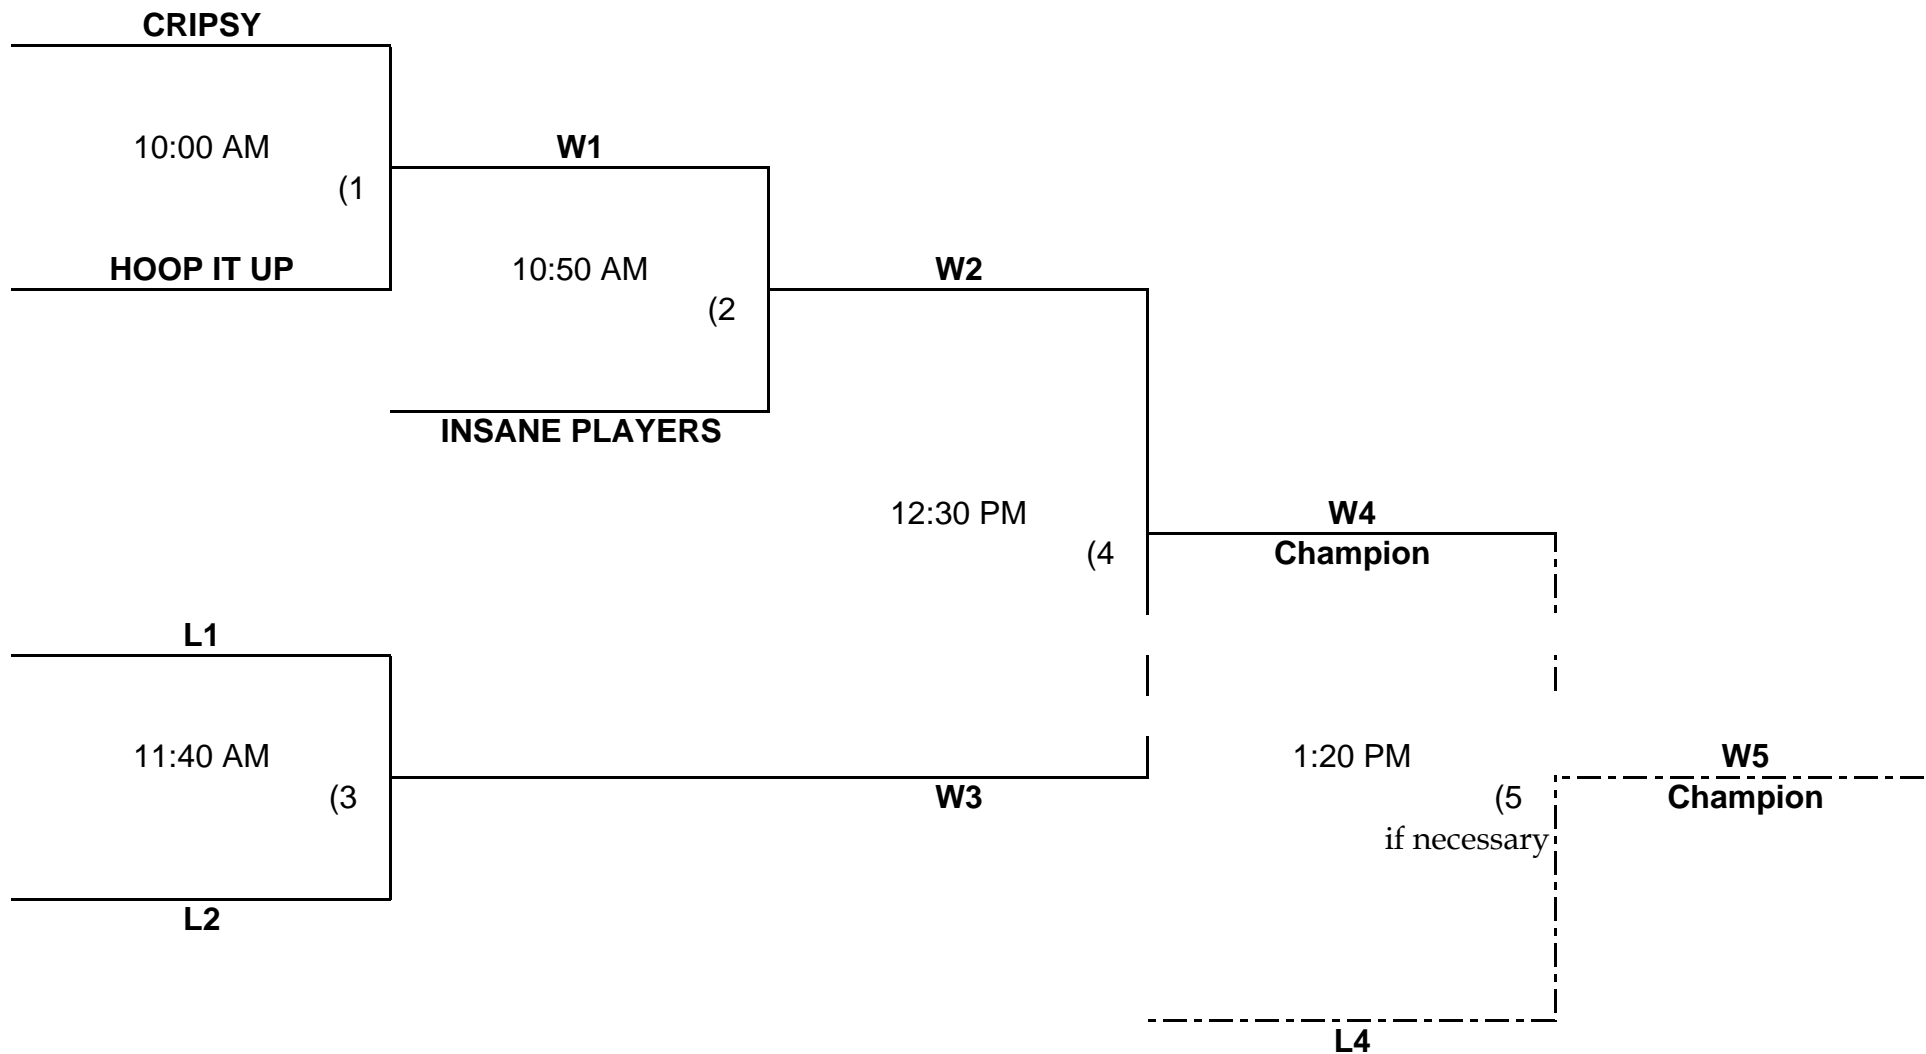 CRIPSY
10:00 AM
W1
(1
HOOP IT UP
10:50 AM
W2
(2
INSANE PLAYERS
12:30 PM
W4
(4
Champion
L1
11:40 AM
1:20 PM
W5
(3
W3
(5
Champion
if necessary
L2
L4